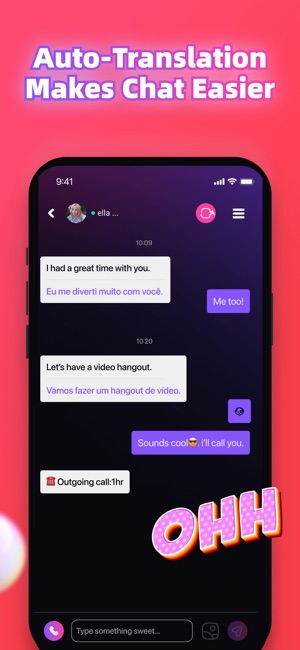 Auto-Translation
Makes Chat Easier
9:41
ella ...
10:09
I had a great time with you.
Eu me diverti muito com você.
Me too!
10:20
Let's have a video hangout.
Vamos fazer um hangout de vídeo.
Sounds cool😎. i'll call you.
☎️Outgoing call:1hr
OHH
Type something sweet...